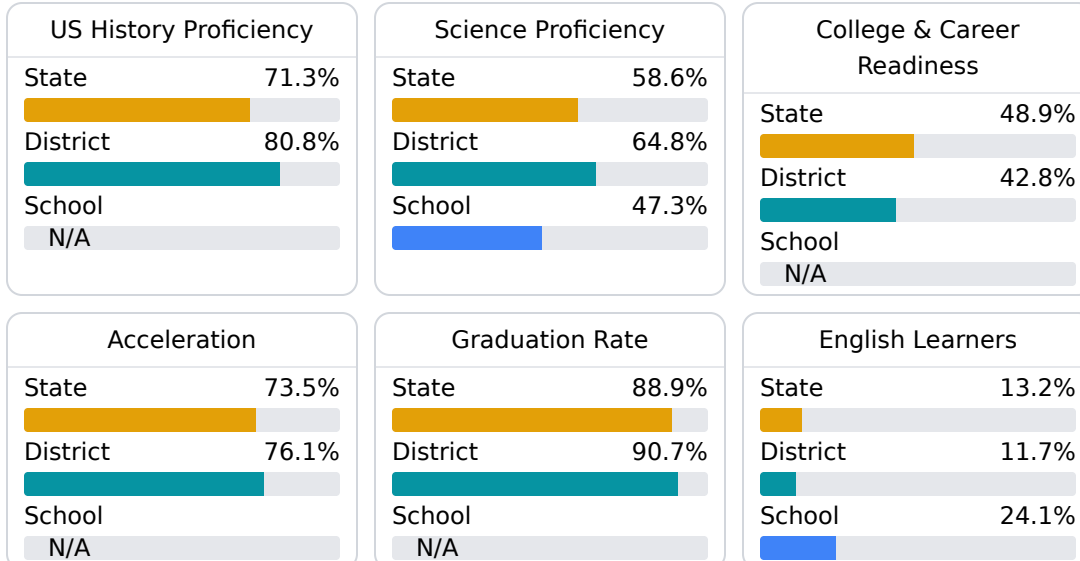 US History Proficiency
State 71.3%
District 80.8%
School
N/A
Science Proficiency
State 58.6%
District 64.8%
School 47.3%
College & Career
Readiness
State 48.9%
District 42.8%
School
N/A
Acceleration
State 73.5%
District 76.1%
School
N/A
Graduation Rate
State 88.9%
District 90.7%
School
N/A
English Learners
State 13.2%
District 11.7%
School 24.1%